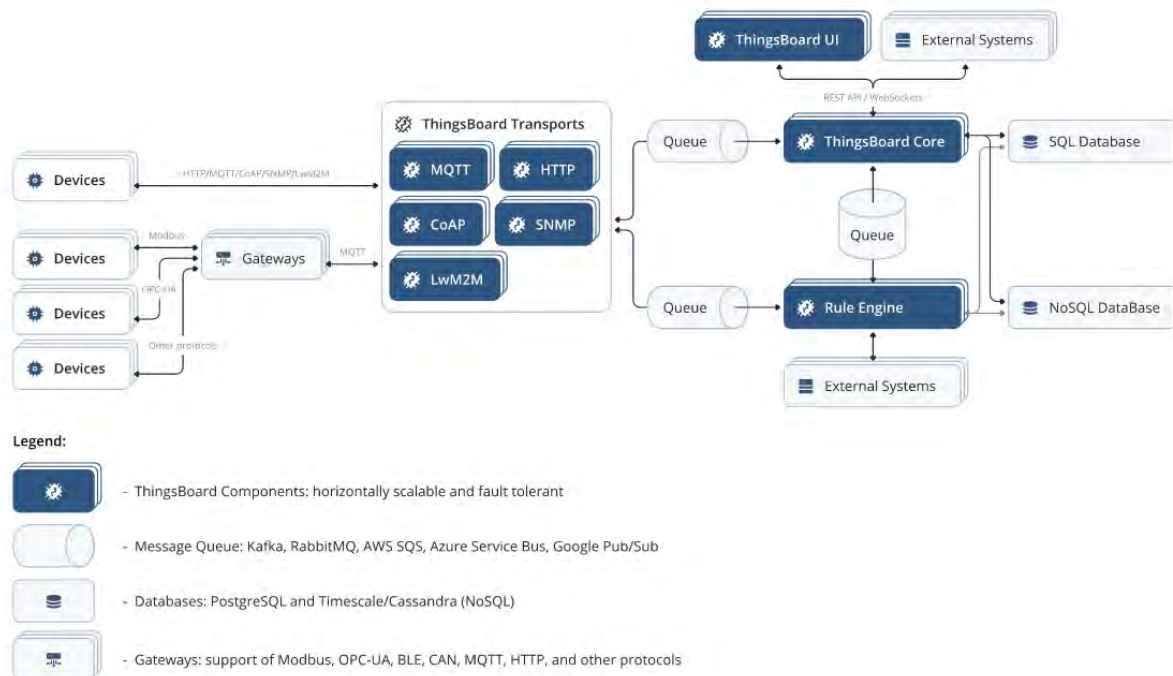 ThingsBoard UI
External Systems
REST API / WebSockets
ThingsBoard Transports
Queue
ThingsBoard Core
SQL Database
MQTT
HTTP
HTTP/MQTT/CoAP/SNMP/LwM2M
Devices
CoAP
SNMP
Queue
Modbus
Devices
Gateways
MQTT
LwM2M
OPC-UA
Queue
Rule Engine
NoSQL DataBase
Devices
Other protocols
Devices
External Systems
Legend:
- ThingsBoard Components: horizontally scalable and fault tolerant
- Message Queue: Kafka, RabbitMQ, AWS SQS, Azure Service Bus, Google Pub/Sub
- Databases: PostgreSQL and Timescale/Cassandra (NoSQL)
- Gateways: support of Modbus, OPC-UA, BLE, CAN, MQTT, HTTP, and other protocols